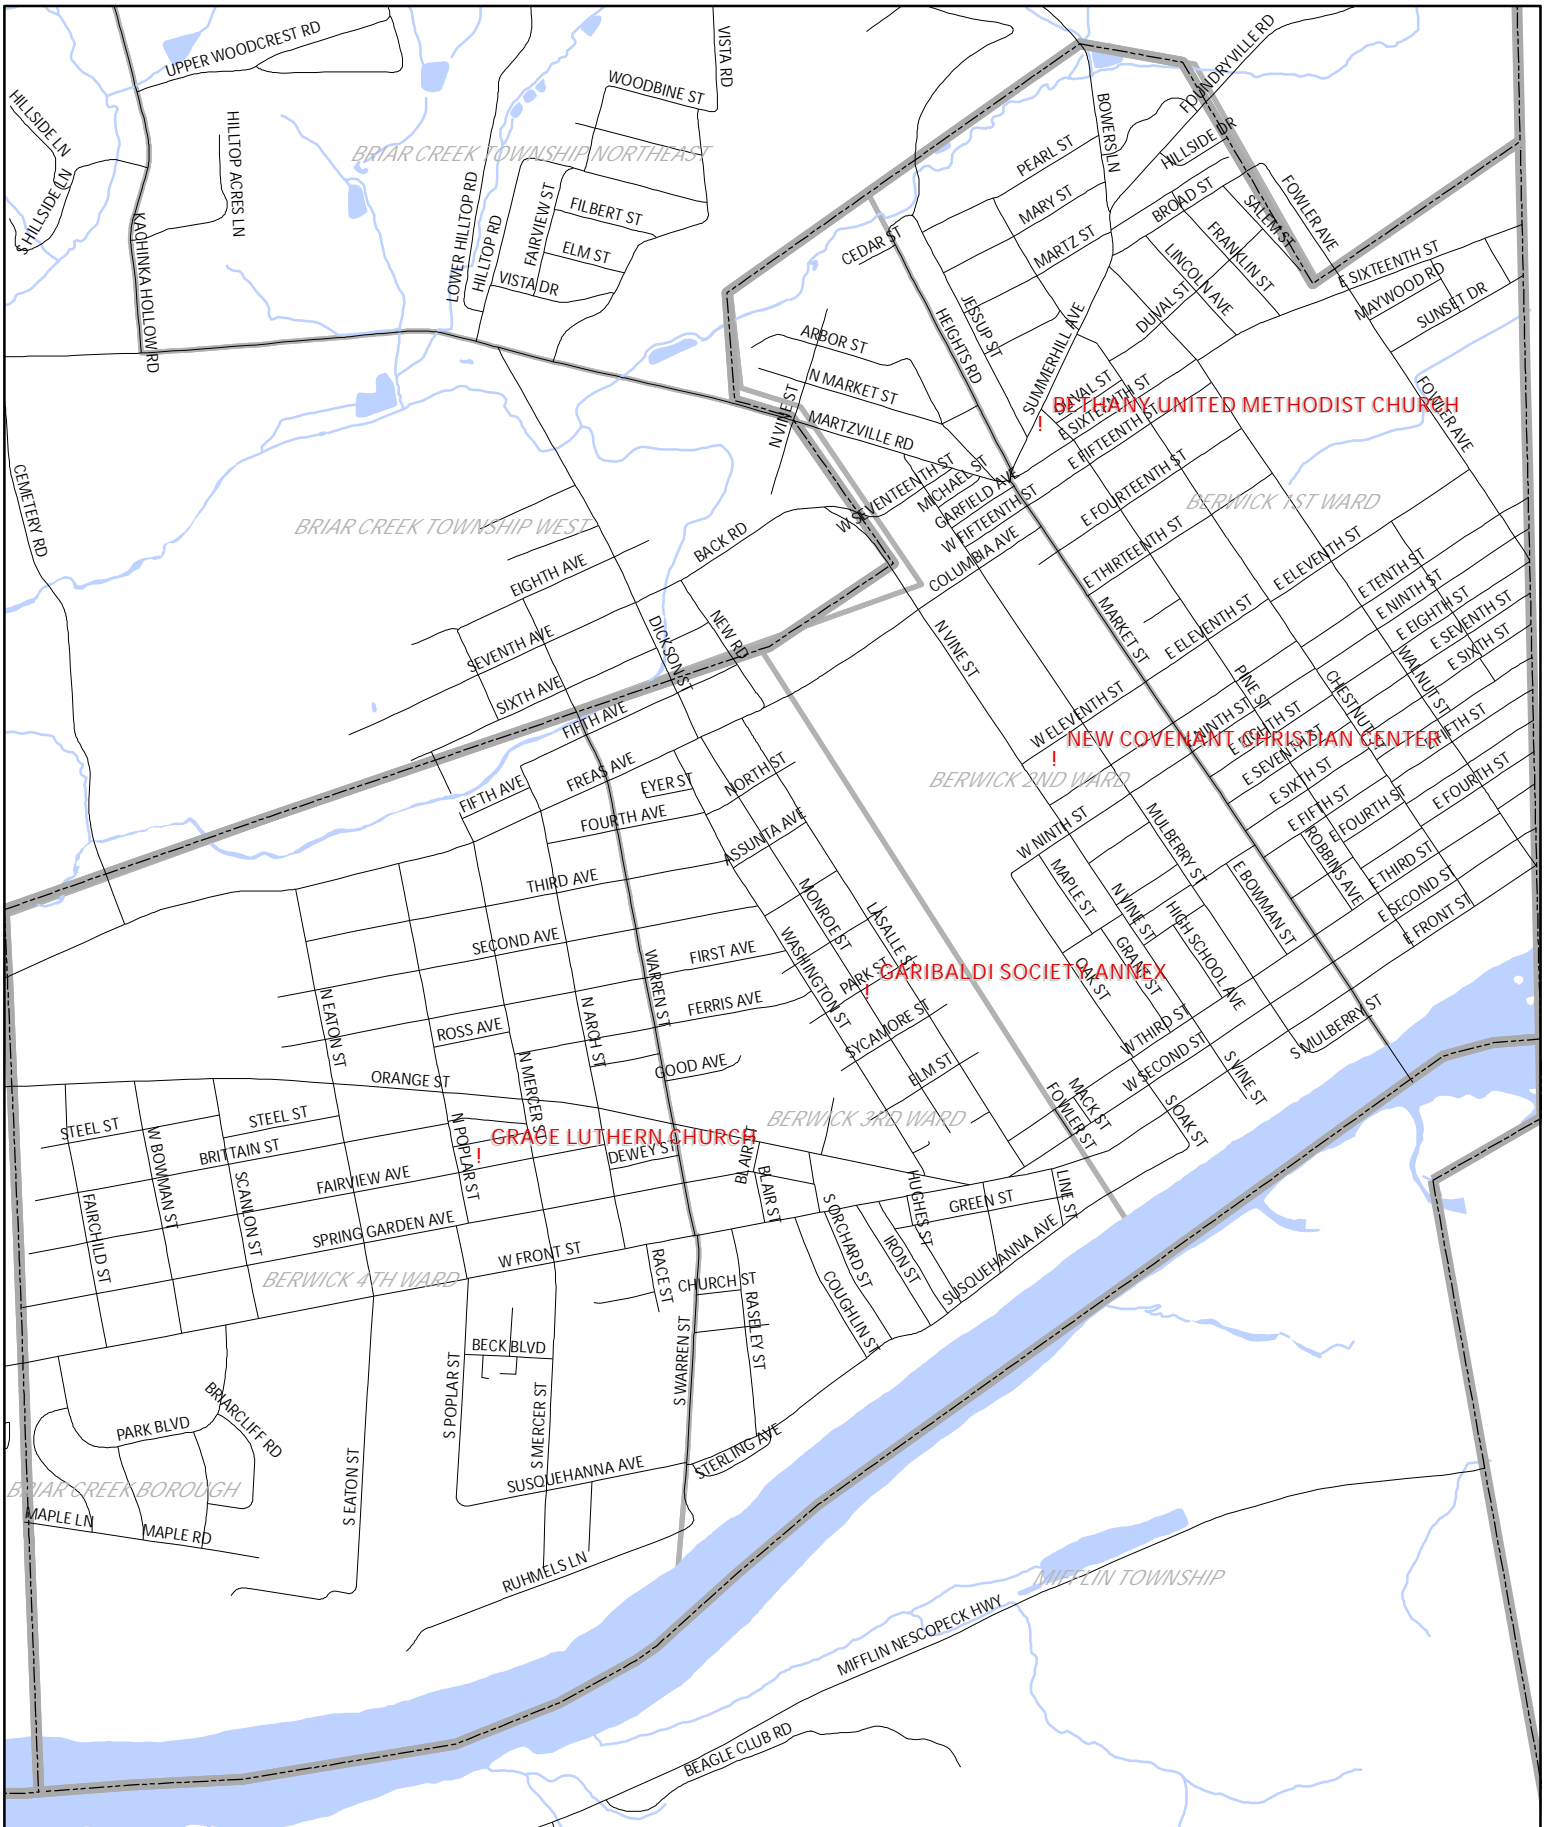 UPPER WOODCREST RD
VISTA RD
FOUNDRYVILLE RD
WOODBINE ST
HILLSIDE LN
HILLTOP ACRES LN
BOWERS LN
BRIAR CREEK TOWNSHIP NORTHEAST
PEARL ST
HILLSIDE DR
S HILLSIDE LN
KACHINKA HOLLOW RD
LOWER HILLTOP RD
HILLTOP RD
FAIRVIEW ST
FILBERT ST
ELM ST
VISTA DR
MARY ST
BROAD ST
SALEM ST
FOWLER AVE
CEDAR ST
MARTZ ST
LINCOLN AVE
FRANKLIN ST
E SIXTEENTH ST
MAYWOOD RD
SUNSET DR
DUVAL ST
JESSUP ST
HEIGHTS RD
SUMMERHILL AVE
ARBOR ST
N MARKET ST
N VINE ST
MARTZVILLE RD
DUVAL ST
E SIXTEENTH ST
BETHANY UNITED METHODIST CHURCH
!
E FIFTEENTH ST
FOWLER AVE
CEMETERY RD
W SEVENTEENTH ST
MICHAEL ST
GARFIELD AVE
W FIFTEENTH ST
COLUMBIA AVE
E FOURTEENTH ST
BERWICK 1ST WARD
BRIAR CREEK TOWNSHIP WEST
BACK RD
EIGHTH AVE
E THIRTEENTH ST
E ELEVENTH ST
E TENTH ST
E NINTH ST
E EIGHTH ST
E SEVENTH ST
E SIXTH ST
SEVENTH AVE
DICKSON ST
NEW RD
N VINE ST
MARKET ST
E ELEVENTH ST
SIXTH AVE
FIFTH AVE
W ELEVENTH ST
PINE ST
CHESTNUT ST
WALNUT ST
E NINTH ST
E EIGHTH ST
E SEVENTH ST
E FIFTH ST
NEW COVENANT CHRISTIAN CENTER
!
BERWICK 2ND WARD
FREAS AVE
EYER ST
NORTH ST
FIFTH AVE
FOURTH AVE
ASSUNTA AVE
E SIXTH ST
E FIFTH ST
E FOURTH ST
E FOURTH ST
W NINTH ST
MULBERRY ST
ROBBINS AVE
E THIRD ST
E SECOND ST
E FRONT ST
THIRD AVE
MONROE ST
LASALLE ST
MAPLE ST
N VINE ST
E BOWMAN ST
HIGH SCHOOL AVE
SECOND AVE
FIRST AVE
WARREN ST
WASHINGTON ST
PARK ST
GARIBALDI SOCIETY ANNEX
!
OAK ST
GRANT ST
N EATON ST
N ARCH ST
FERRIS AVE
ROSS AVE
SYCAMORE ST
W THIRD ST
W SECOND ST
S MULBERRY ST
N MERCER ST
GOOD AVE
ELM ST
S VINE ST
ORANGE ST
MACK ST
FOWLER ST
S OAK ST
BERWICK 3RD WARD
STEEL ST
STEEL ST
N POPLAR ST
GRACE LUTHERN CHURCH
!
W BOWMAN ST
BRITTAIN ST
DEWEY ST
BLAIR ST
BLAIR ST
FAIRVIEW AVE
SCANLON ST
FAIRCHILD ST
HUGHES ST
GREEN ST
LINE ST
SPRING GARDEN AVE
S ORCHARD ST
IRON ST
SUSQUEHANNA AVE
W FRONT ST
BERWICK 4TH WARD
RACE ST
CHURCH ST
COUGHLIN ST
RASELEY ST
BECK BLVD
S POPLAR ST
S WARREN ST
S MERCER ST
BRIARCLIFF RD
PARK BLVD
STERLING AVE
SUSQUEHANNA AVE
BRIAR CREEK BOROUGH
S EATON ST
MAPLE LN
MAPLE RD
RUHMELS LN
MIFFLIN TOWNSHIP
MIFFLIN NESCOPECK HWY
BEAGLE CLUB RD